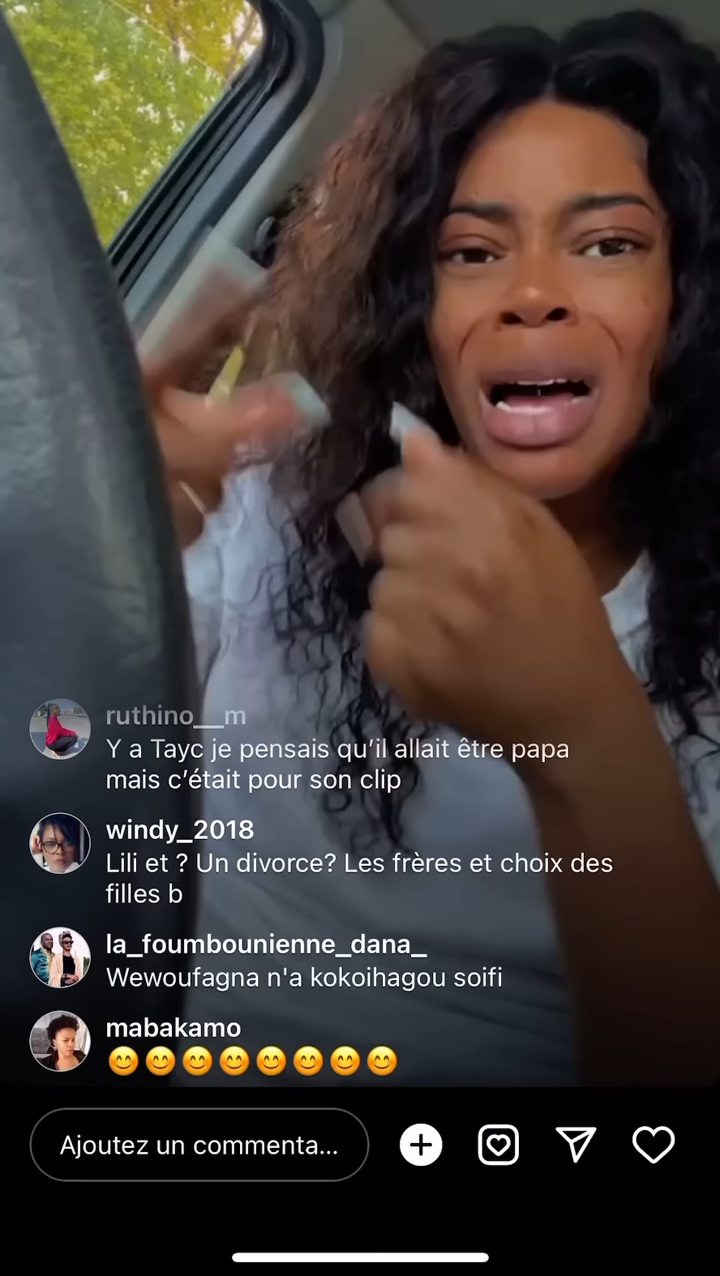 ruthino__m
Y a Tayc je pensais qu’il allait être papa
mais c’était pour son clip
windy_2018
Lili et ? Un divorce? Les frères et choix des
filles b
la_foumbounienne_dana_
Wewoufagna n'a kokoihagou soifi
mabakamo
😊😊😊😊😊😊😊😊
Ajoutez un commenta...